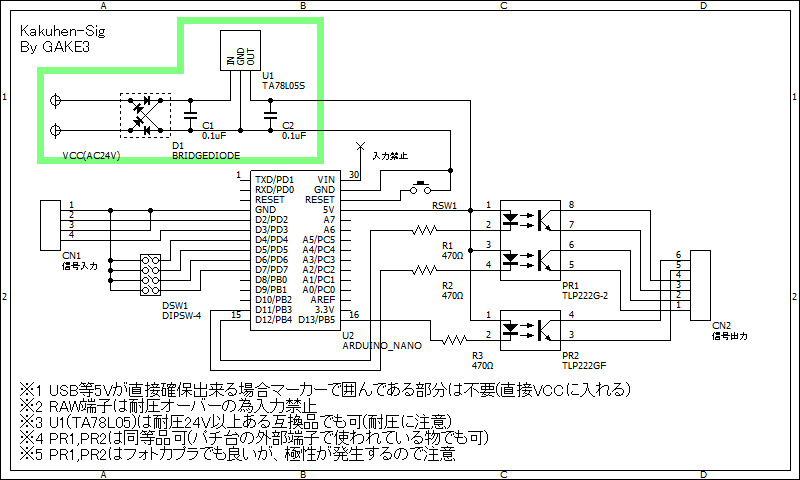 A B C D
Kakuhen-Sig
By GAKE3
IN
GND
OUT
U1
TA78L05S
1 1
C1
0.1uF
C2
0.1uF
VCC(AC24V)
D1
BRIDGEDIODE
入力禁止
1 TXD/PD1 VIN 30
RXD/PD0 GND
RESET RESET
GND 5V
D2/PD2 A7
D3/PD3 A6
D4/PD4 A5/PC5
D5/PD5 A4/PC4
D6/PD6 A3/PC3
D7/PD7 A2/PC2
D8/PB0 A1/PC1
D9/PB1 A0/PC0
D10/PB2 AREF
D11/PB3 3.3V
15 D12/PB4 D13/PB5 16
U2
ARDUINO_NANO
1
2
3
4
CN1
信号入力
DSW1
DIPSW-4
RSW1
R1
470Ω
R2
470Ω
R3
470Ω
1 8
2 7
3 6
4 5
PR1
TLP222G-2
1 4
2 3
PR2
TLP222GF
6
5
4
3
2
1
CN2
信号出力
2 2
※1 USB等5Vが直接確保出来る場合マーカーで囲んである部分は不要(直接VCCに入れる)
※2 RAW端子は耐圧オーバーの為入力禁止
※3 U1(TA78L05)は耐圧24V以上ある互換品でも可(耐圧に注意)
※4 PR1,PR2は同等品可(パチ台の外部端子で使われている物でも可)
※5 PR1,PR2はフォトカプラでも良いが、極性が発生するので注意
A B C D